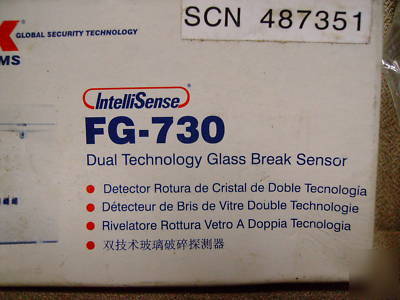 SCN 487351
GLOBAL SECURITY TECHNOLOGY
IntelliSense®
FG-730
Dual Technology Glass Break Sensor
• Detector Rotura de Cristal de Doble Tecnología
• Détecteur de Bris de Vitre Double Technologie
• Rivelatore Rottura Vetro A Doppia Tecnologia
• 双技术玻璃破碎探测器